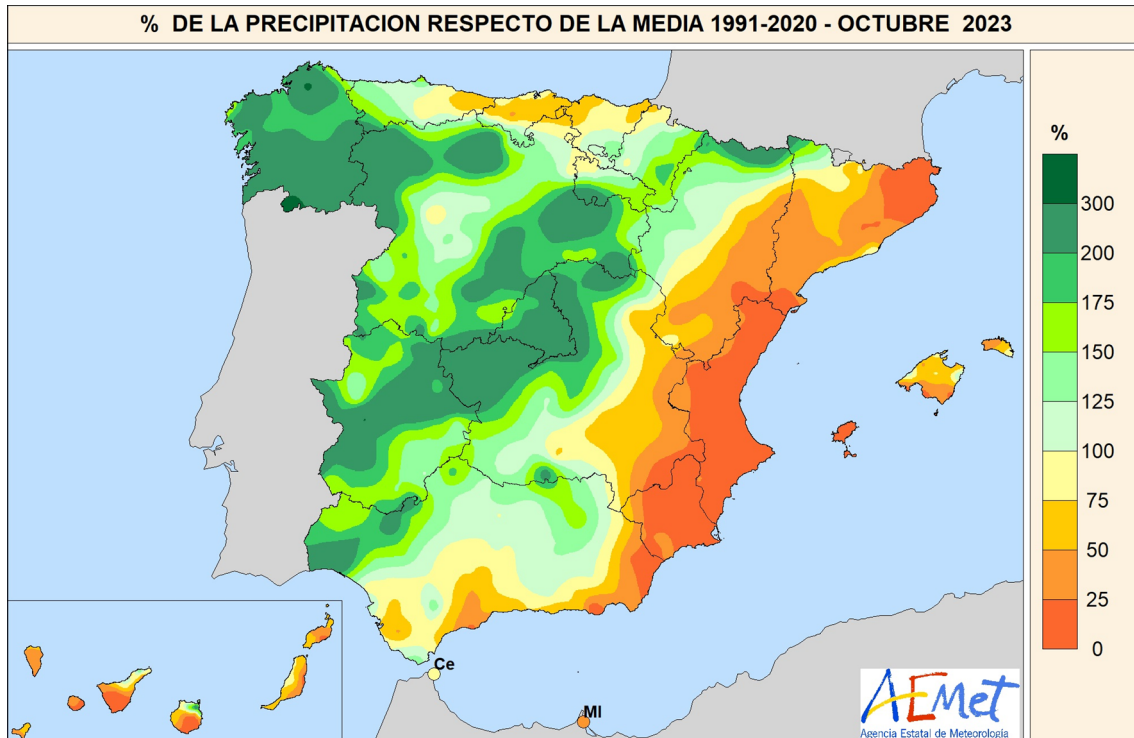 % DE LA PRECIPITACION RESPECTO DE LA MEDIA 1991-2020 - OCTUBRE 2023
%
300
200
175
150
125
100
75
50
25
0
Ce
Ml
AEMet
Agencia Estatal de Meteorología